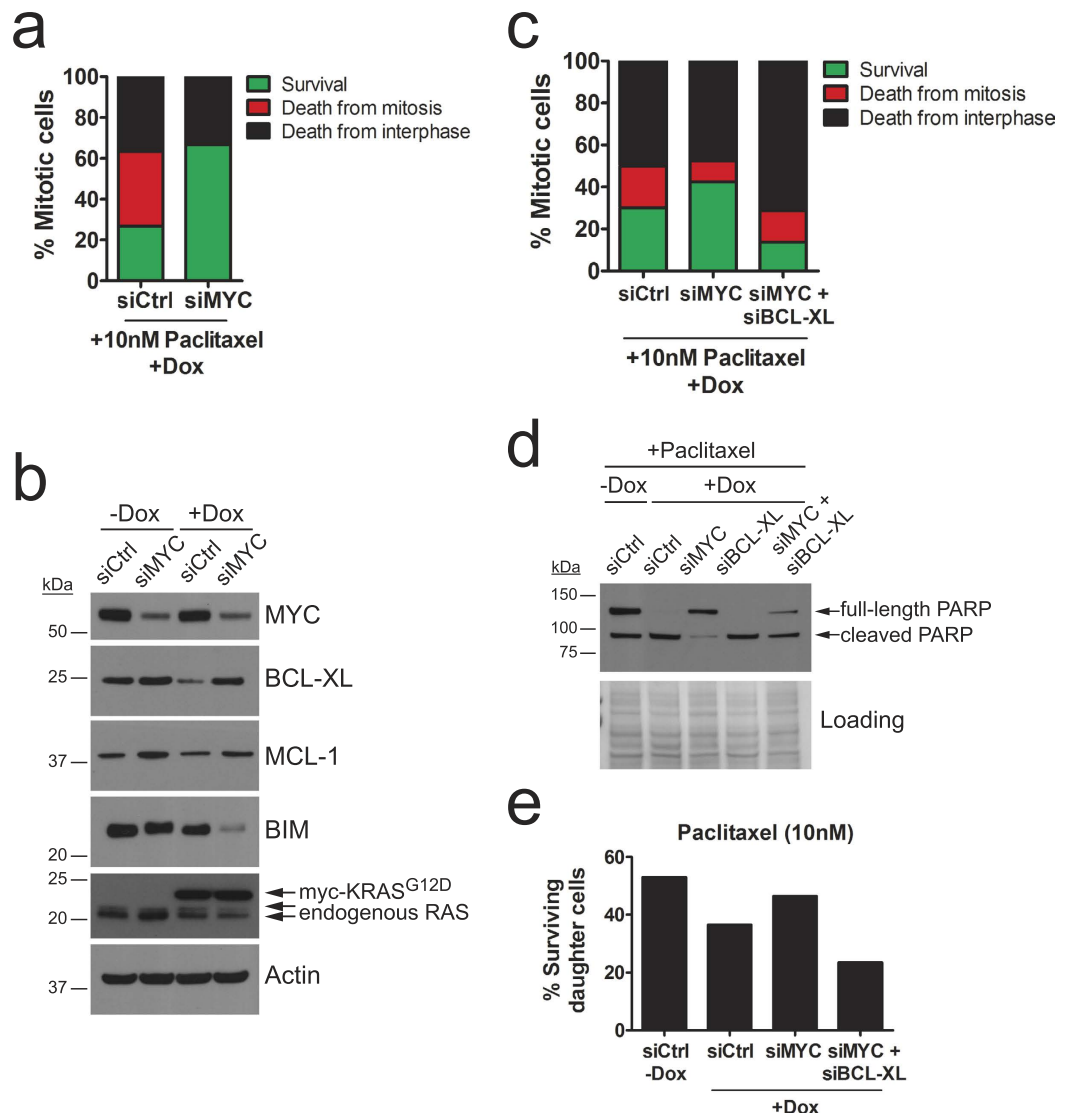 a
100
80
60
40
20
0
% Mitotic cells
Survival
Death from mitosis
Death from interphase
siCtrl siMYC
+10nM Paclitaxel
+Dox
c
100
80
60
40
20
0
% Mitotic cells
Survival
Death from mitosis
Death from interphase
siCtrl siMYC siMYC +
siBCL-XL
+10nM Paclitaxel
+Dox
b
-Dox +Dox
siCtrl siMYC siCtrl siMYC
kDa
50
MYC
25
BCL-XL
37
MCL-1
20
BIM
25
20
myc-KRASG12D
endogenous RAS
37
Actin
d
+Paclitaxel
-Dox +Dox
siCtrl siCtrl siMYC siBCL-XL siMYC +
siBCL-XL
kDa
150
100
75
full-length PARP
cleaved PARP
Loading
e
Paclitaxel (10nM)
60
40
20
0
% Surviving
daughter cells
siCtrl siCtrl siMYC siMYC +
-Dox siBCL-XL
+Dox